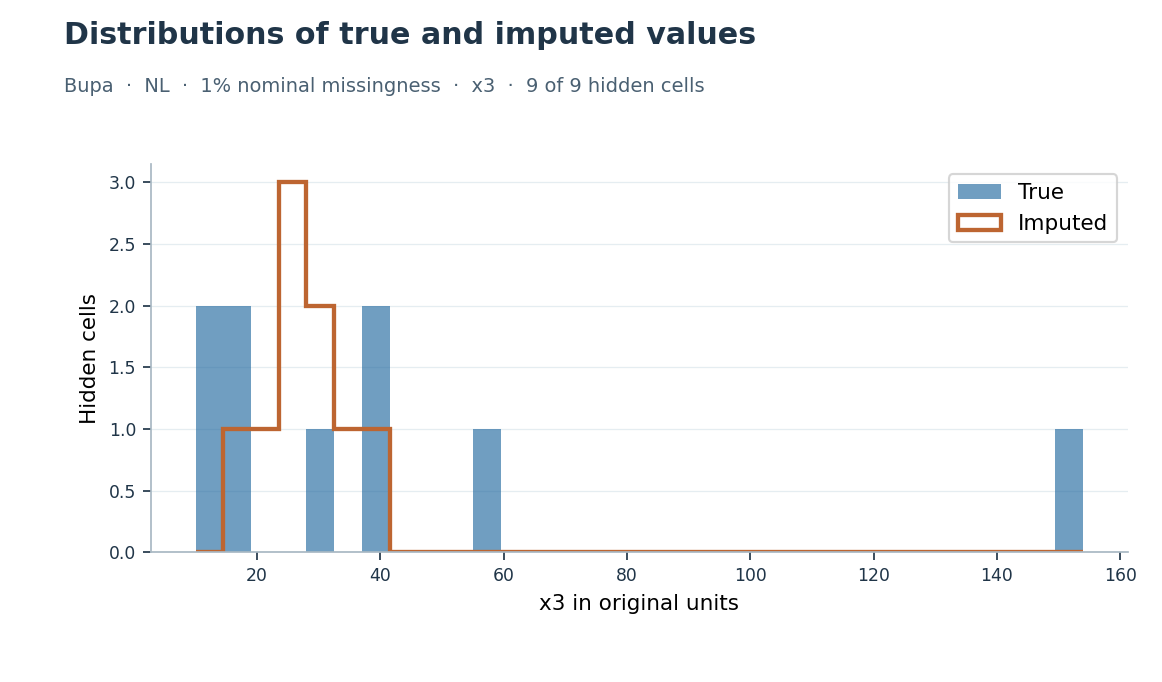 Distributions of true and imputed values
Bupa · NL · 1% nominal missingness · x3 · 9 of 9 hidden cells
3.0
2.5
2.0
1.5
1.0
0.5
0.0
Hidden cells
True
Imputed
20 40 60 80 100 120 140 160
x3 in original units